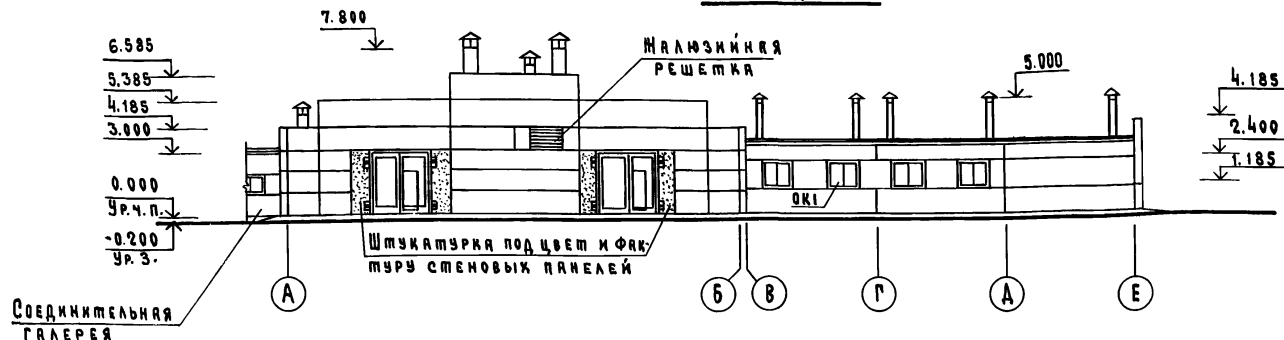 7.800
6.585
5.385
4.185
3.000
0.000
Ур.ч.п.
-0.200
Ур.З.
Жалюзийная
решетка
5.000
4.185
2.400
1.185
ОК1
Штукатурка под цвет и фак-
туру стеновых панелей
Соединительная
галерея
А
Б
В
Г
Д
Е